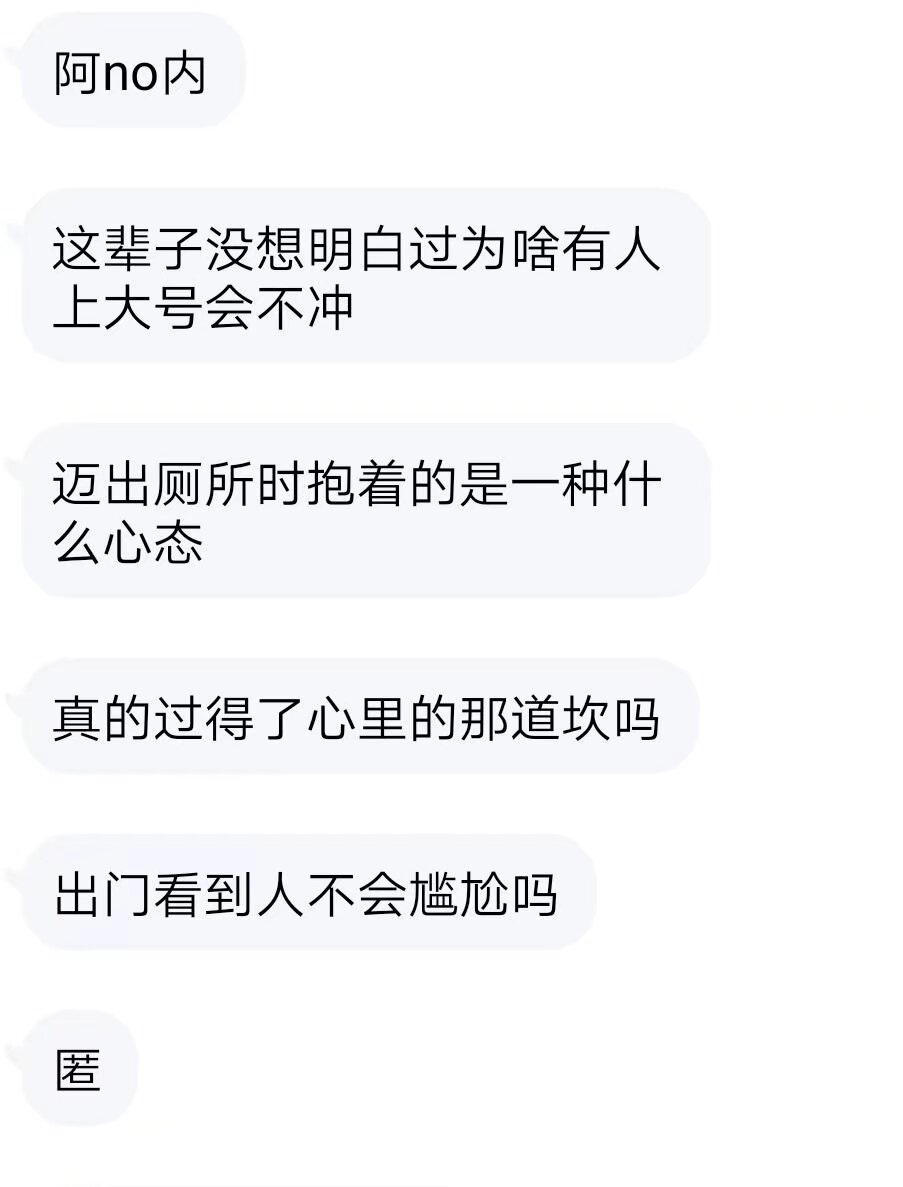 阿no内
这辈子没想明白过为啥有人
上大号会不冲
迈出厕所时抱着的是一种什
么心态
真的过得了心里的那道坎吗
出门看到人不会尴尬吗
匿